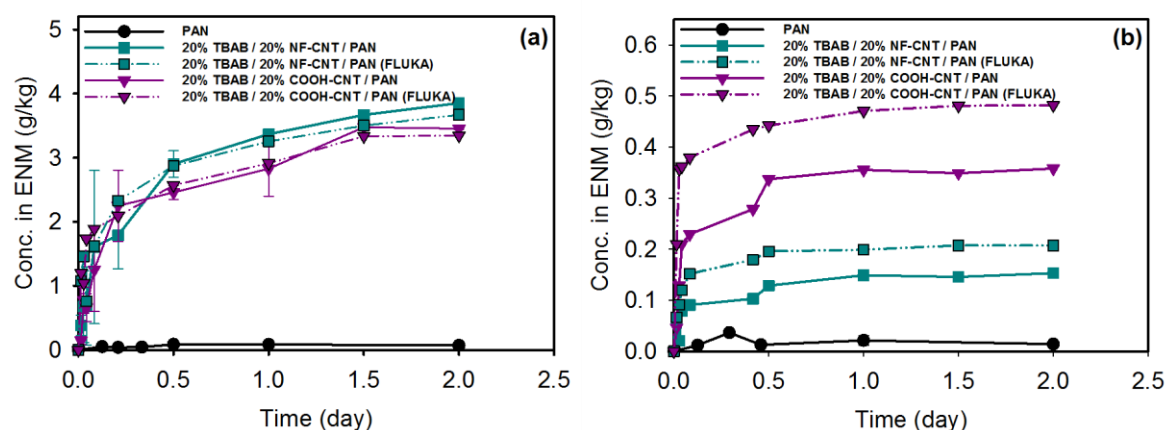 PAN
20% TBAB / 20% NF-CNT / PAN
20% TBAB / 20% NF-CNT / PAN (FLUKA)
20% TBAB / 20% COOH-CNT / PAN
20% TBAB / 20% COOH-CNT / PAN (FLUKA)
(a)
Conc. in ENM (g/kg)
5
4
3
2
1
0
0.0 0.5 1.0 1.5 2.0 2.5
Time (day)
PAN
20% TBAB / 20% NF-CNT / PAN
20% TBAB / 20% NF-CNT / PAN (FLUKA)
20% TBAB / 20% COOH-CNT / PAN
20% TBAB / 20% COOH-CNT / PAN (FLUKA)
(b)
Conc. in ENM (g/kg)
0.6
0.5
0.4
0.3
0.2
0.1
0.0
0.0 0.5 1.0 1.5 2.0 2.5
Time (day)